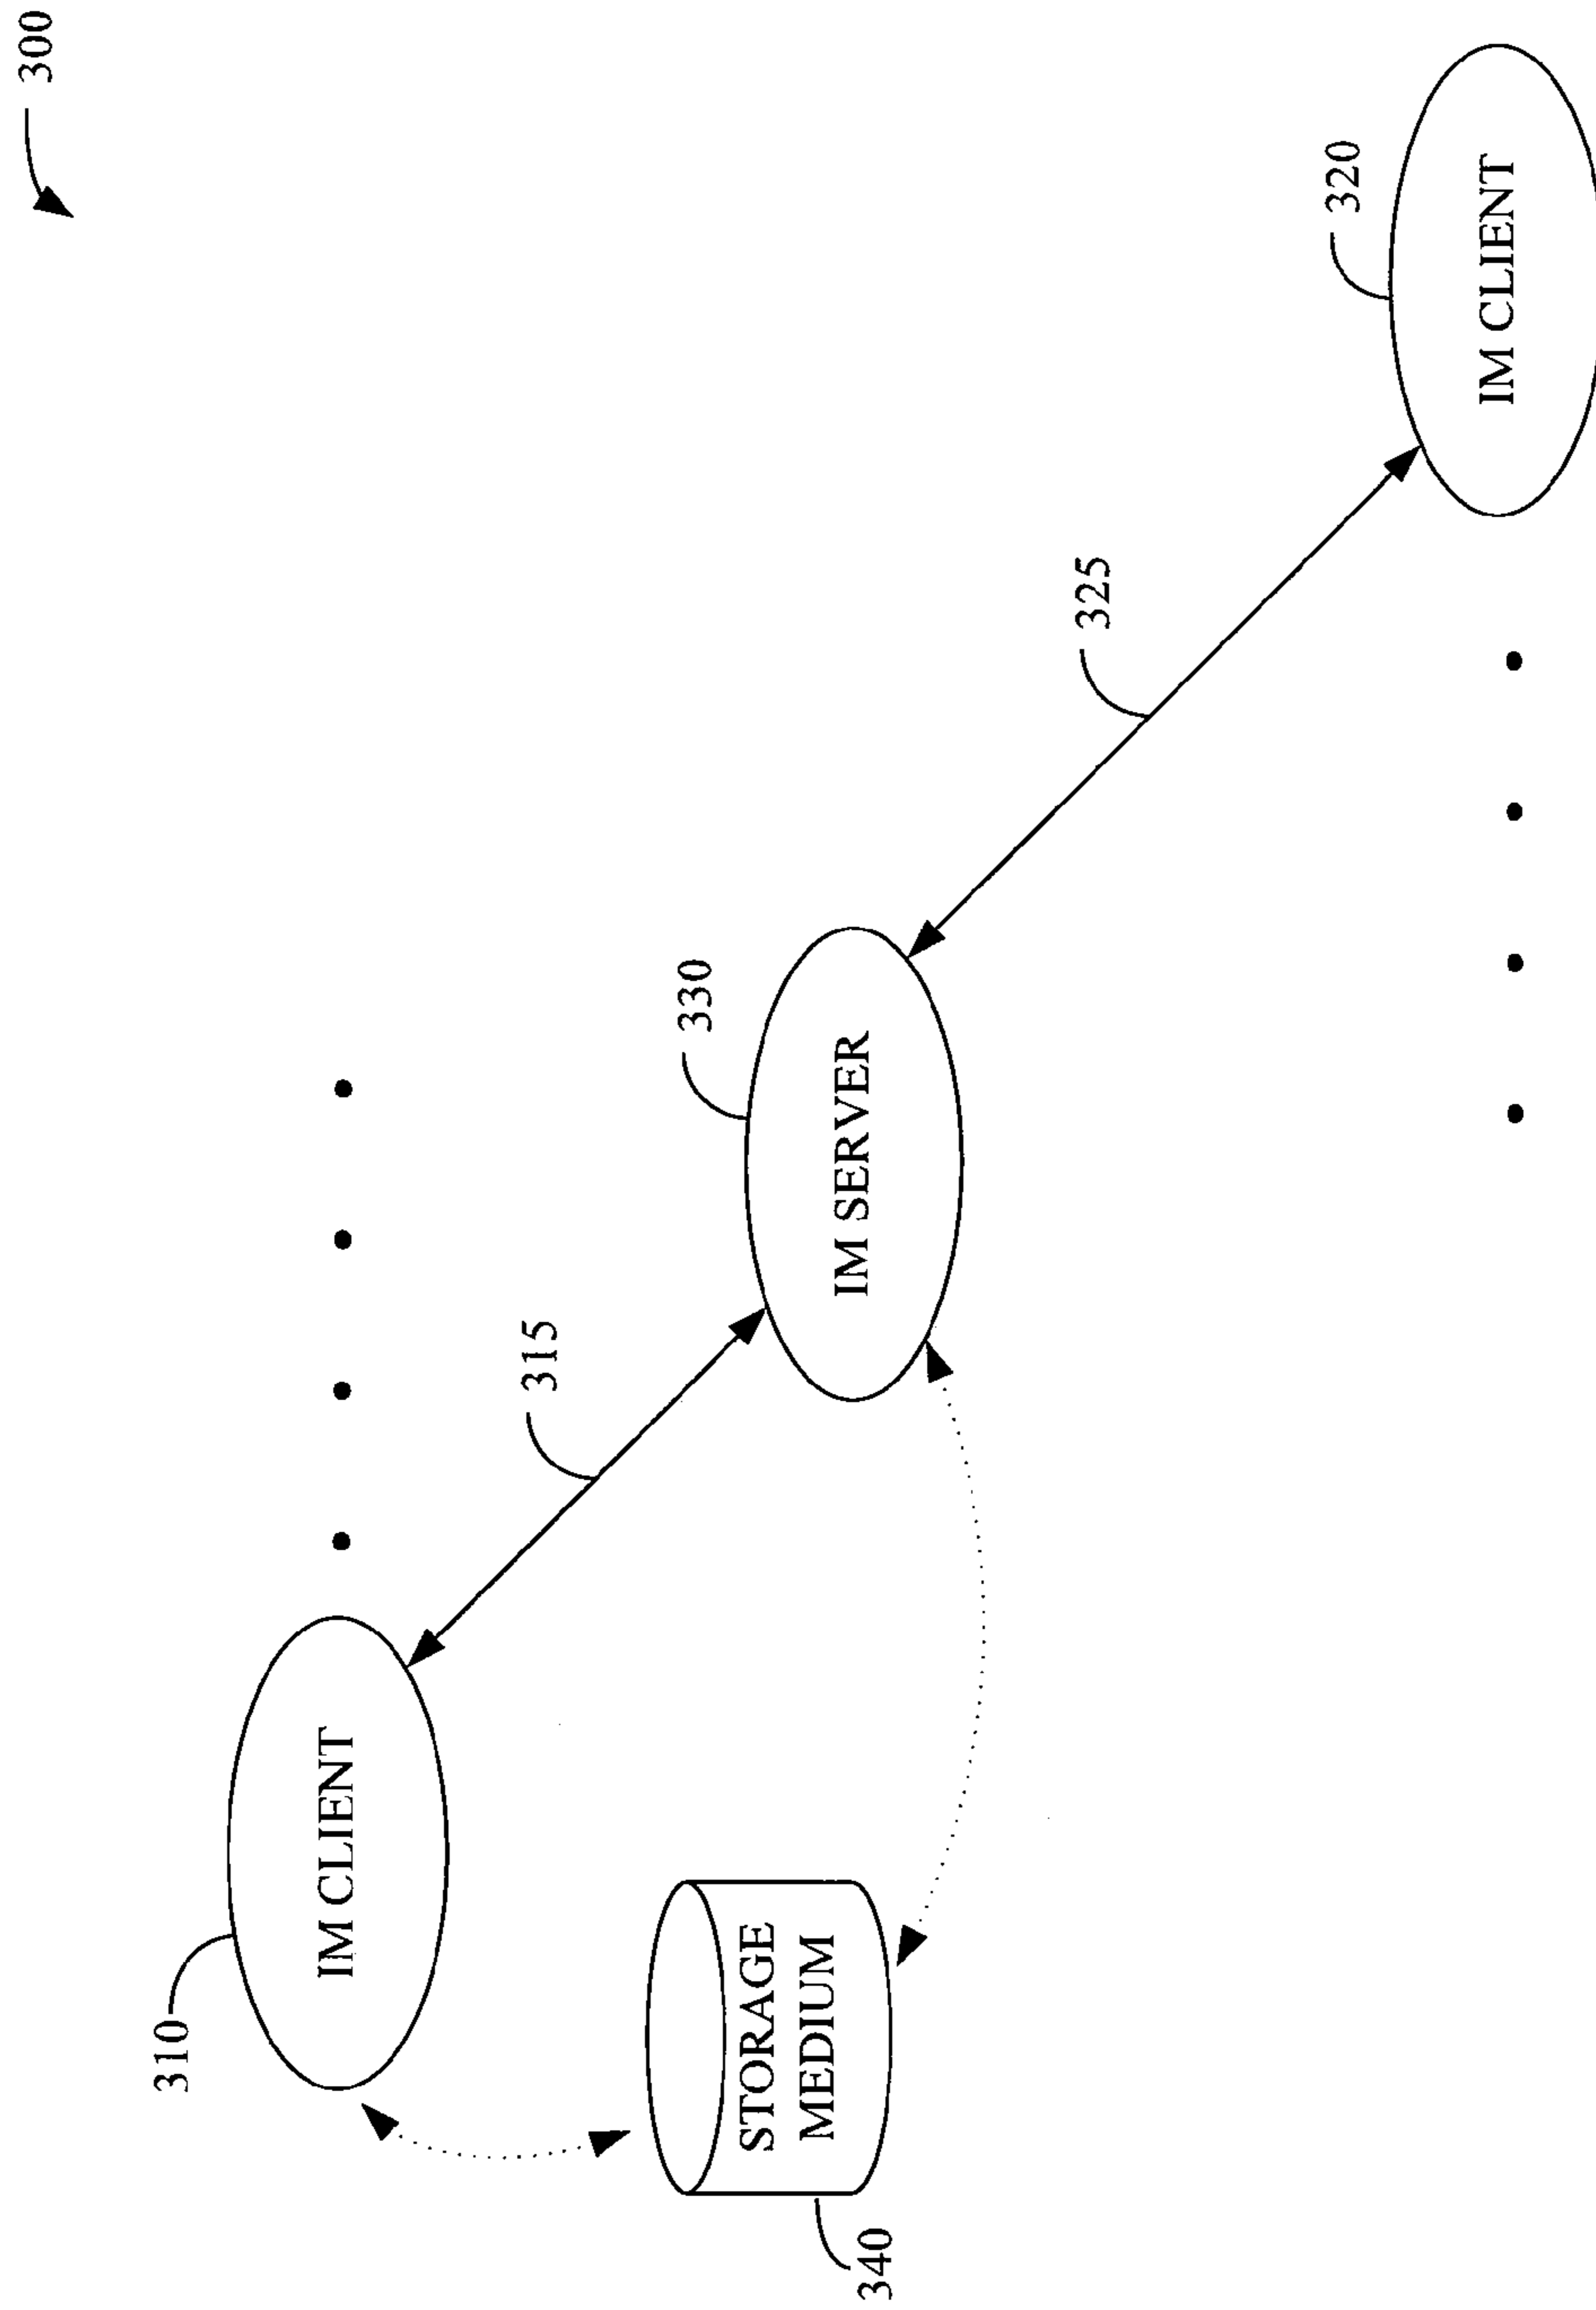 300
310
IM CLIENT
315
330
IM SERVER
STORAGE
MEDIUM
340
325
320
IM CLIENT